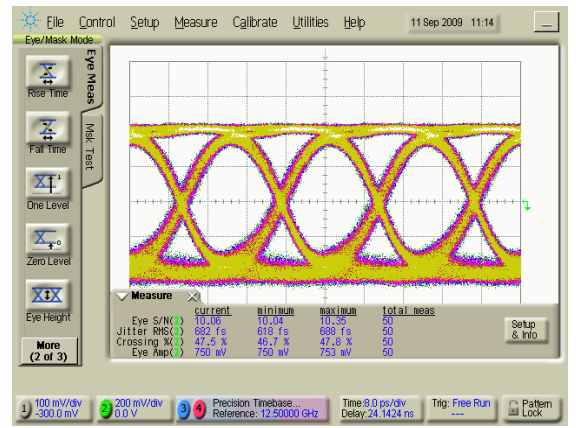 File Control Setup Measure Calibrate Utilities Help 11 Sep 2009 11:14
Eye/Mask Mode
Eye Meas
Msk Test
Rise Time
Fall Time
One Level
Zero Level
Eye Height
More
(2 of 3)
Measure
current minimum maximum total meas
Eye S/N(2) 10.06 10.04 10.35 50
Jitter RMS(2) 682 fs 618 fs 688 fs 50
Crossing %(2) 47.5 % 46.7 % 47.8 % 50
Eye Amp(2) 750 mV 750 mV 753 mV 50
Setup
& Info
1) 100 mV/div
-300.0 mV
2) 200 mV/div
0.0 V
3) 4) Precision Timebase...
Reference: 12.50000 GHz
Time:8.0 ps/div
Delay:24.1424 ns
Trig: Free Run
---
Pattern
Lock